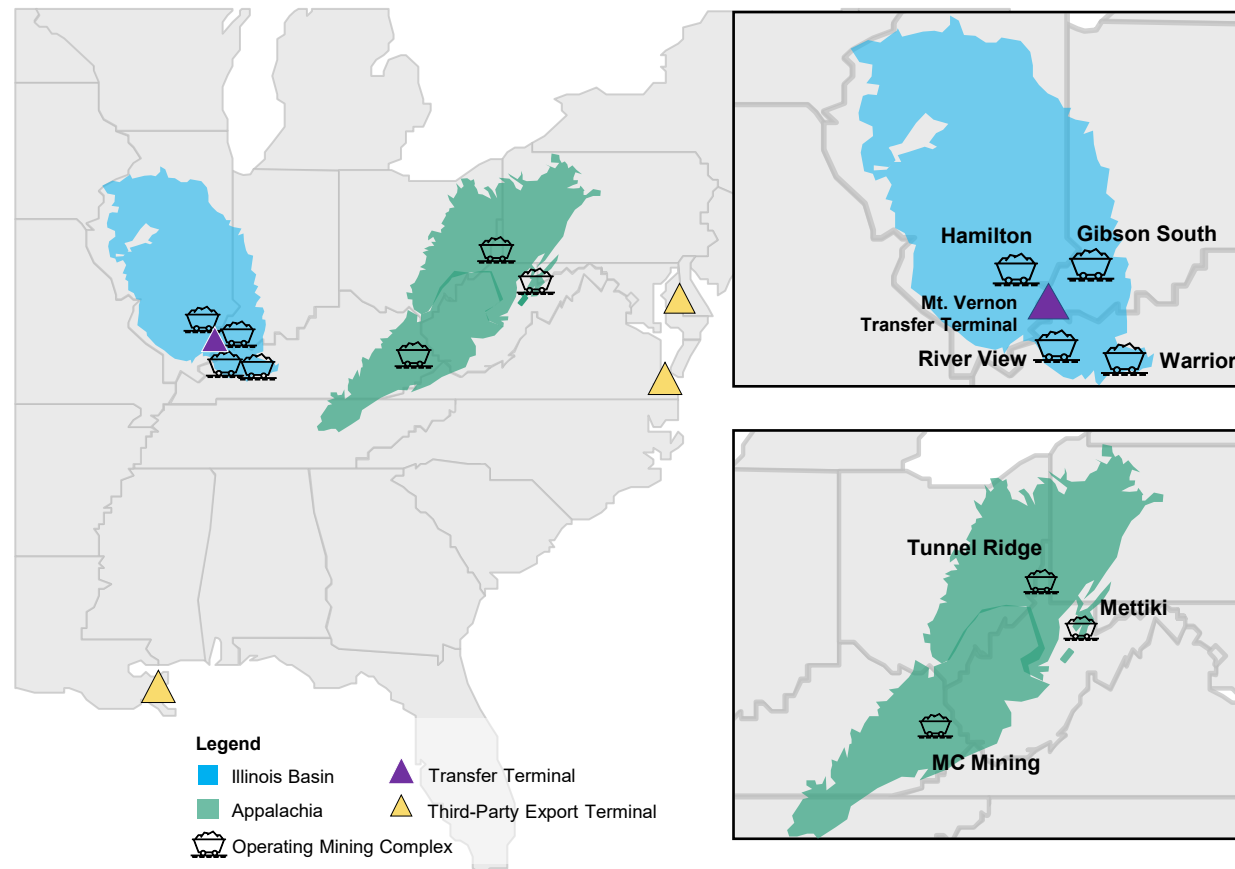 Hamilton
Gibson South
Mt. Vernon
Transfer Terminal
River View
Warrior
Tunnel Ridge
Mettiki
MC Mining
Legend
Illinois Basin
Transfer Terminal
Appalachia
Third-Party Export Terminal
Operating Mining Complex